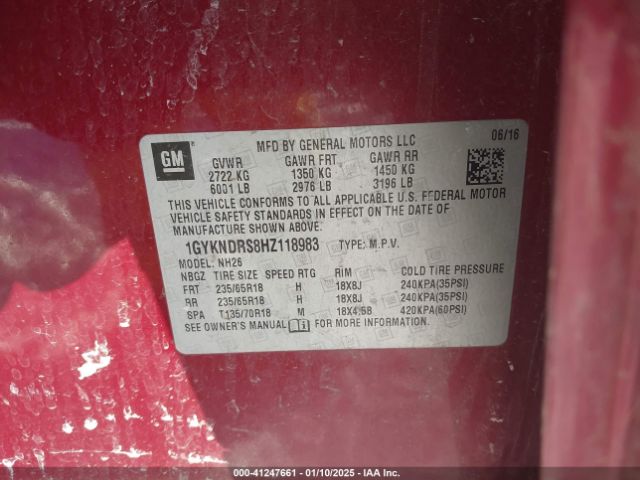 GM
MFD BY GENERAL MOTORS LLC 06/16
GVWR GAWR FRT. GAWR RR
2722 KG 1350 KG 1450 KG
6001 LB 2976 LB 3196 LB
THIS VEHICLE CONFORMS TO ALL APPLICABLE U.S. FEDERAL MOTOR
VEHICLE SAFETY STANDARDS IN EFFECT ON THE DATE OF
MANUFACTURE SHOWN ABOVE.
1GYKNDRS8HZ118983 TYPE: M.P.V.
MODEL: NH26
NBGZ TIRE SIZE SPEED RTG RIM COLD TIRE PRESSURE
FRT 235/65R18 H 18X8J 240KPA(35PSI)
RR 235/65R18 H 18X8J 240KPA(35PSI)
SPA T135/70R18 M 18X4.5B 420KPA(60PSI)
SEE OWNER'S MANUAL FOR MORE INFORMATION
000-41247661 - 01/10/2025 - IAA Inc.